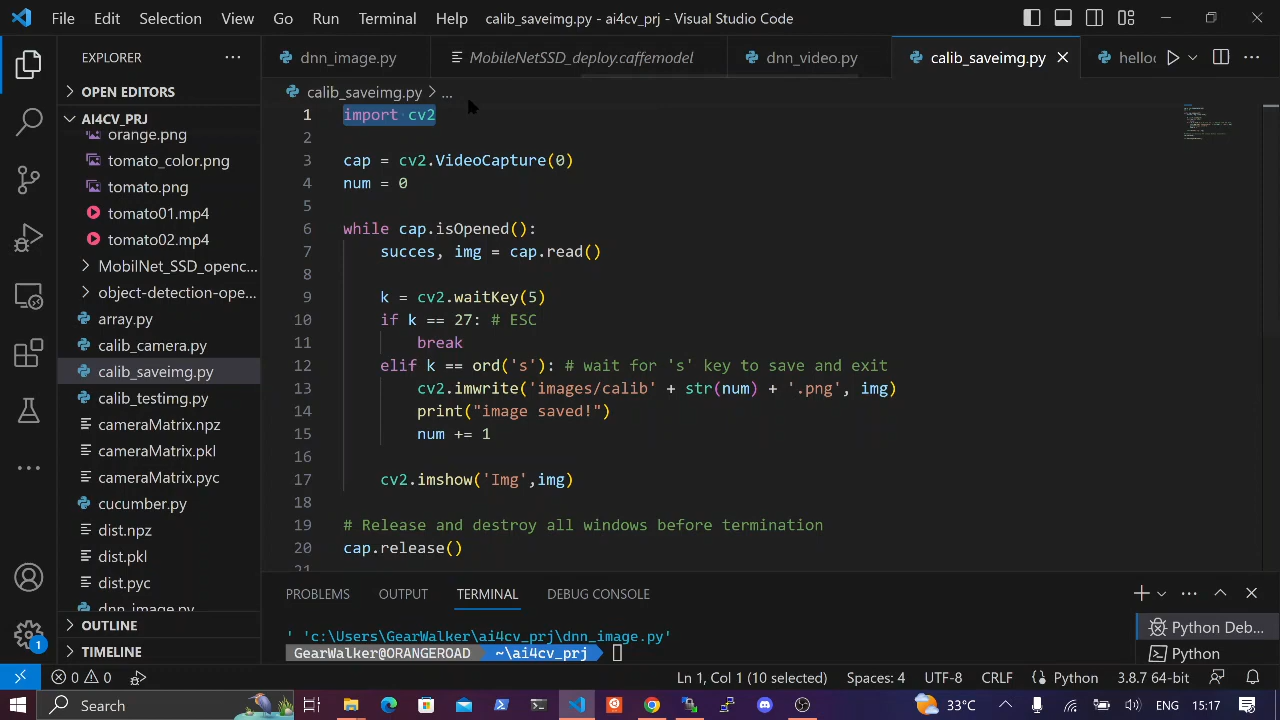 File Edit Selection View Go Run Terminal Help calib_saveimg.py - ai4cv_prj - Visual Studio Code
EXPLORER
OPEN EDITORS
AI4CV_PRJ
orange.png
tomato_color.png
tomato.png
tomato01.mp4
tomato02.mp4
MobilNet_SSD_openc...
object-detection-ope...
array.py
calib_camera.py
calib_saveimg.py
calib_testimg.py
cameraMatrix.npz
cameraMatrix.pkl
cameraMatrix.pyc
cucumber.py
dist.npz
dist.pkl
dist.pyc
dnn_image.py
OUTLINE
TIMELINE
dnn_image.py MobileNetSSD_deploy.caffemodel dnn_video.py calib_saveimg.py helloc
calib_saveimg.py > ...
1 import cv2
2
3 cap = cv2.VideoCapture(0)
4 num = 0
5
6 while cap.isOpened():
7 succes, img = cap.read()
8
9 k = cv2.waitKey(5)
10 if k == 27: # ESC
11 break
12 elif k == ord('s'): # wait for 's' key to save and exit
13 cv2.imwrite('images/calib' + str(num) + '.png', img)
14 print("image saved!")
15 num += 1
16
17 cv2.imshow('Img',img)
18
19 # Release and destroy all windows before termination
20 cap.release()
21
PROBLEMS OUTPUT TERMINAL DEBUG CONSOLE
' 'c:\Users\GearWalker\ai4cv_prj\dnn_image.py'
GearWalker@ORANGEROAD ~\ai4cv_prj
Python Deb...
Python
1
0 0 Ln 1, Col 1 (10 selected) Spaces: 4 UTF-8 CRLF Python 3.8.7 64-bit
Search 33°C 15:17